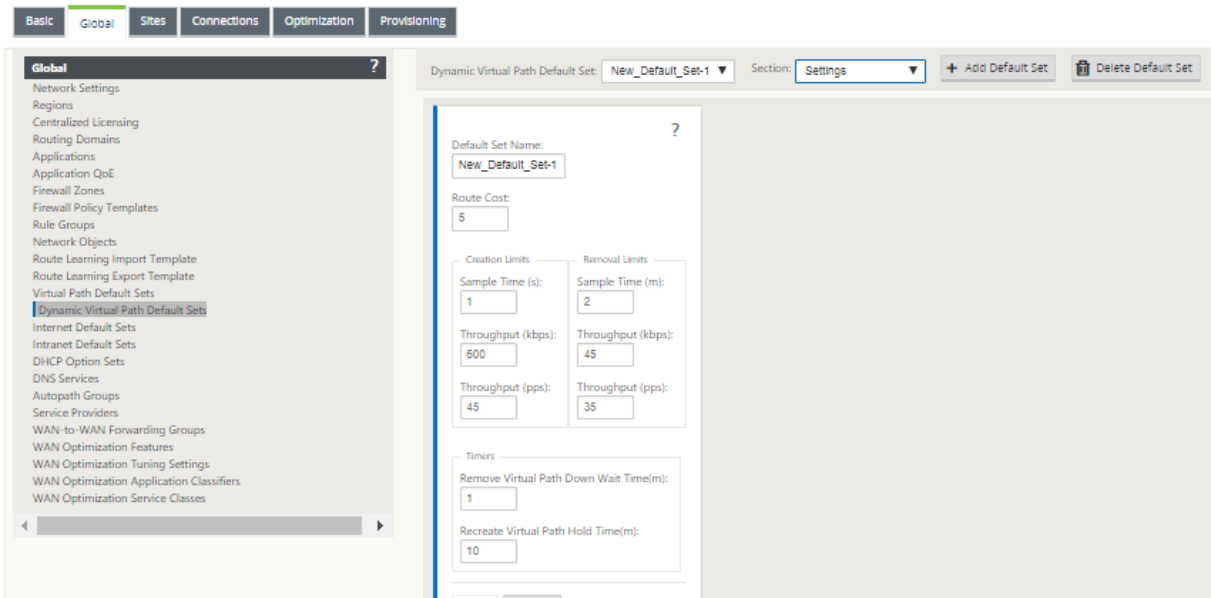 Basic Global Sites Connections Optimization Provisioning
Global ?
Network Settings
Regions
Centralized Licensing
Routing Domains
Applications
Application QoE
Firewall Zones
Firewall Policy Templates
Rule Groups
Network Objects
Route Learning Import Template
Route Learning Export Template
Virtual Path Default Sets
Dynamic Virtual Path Default Sets
Internet Default Sets
Intranet Default Sets
DHCP Option Sets
DNS Services
Autopath Groups
Service Providers
WAN-to-WAN Forwarding Groups
WAN Optimization Features
WAN Optimization Tuning Settings
WAN Optimization Application Classifiers
WAN Optimization Service Classes
Dynamic Virtual Path Default Set: New_Default_Set-1 Section: Settings + Add Default Set Delete Default Set
?
Default Set Name:
New_Default_Set-1
Route Cost:
5
Creation Limits Removal Limits
Sample Time (s): Sample Time (m):
1 2
Throughput (kbps): Throughput (kbps):
600 45
Throughput (pps): Throughput (pps):
45 35
Timers
Remove Virtual Path Down Wait Time(m):
1
Recreate Virtual Path Hold Time(m):
10